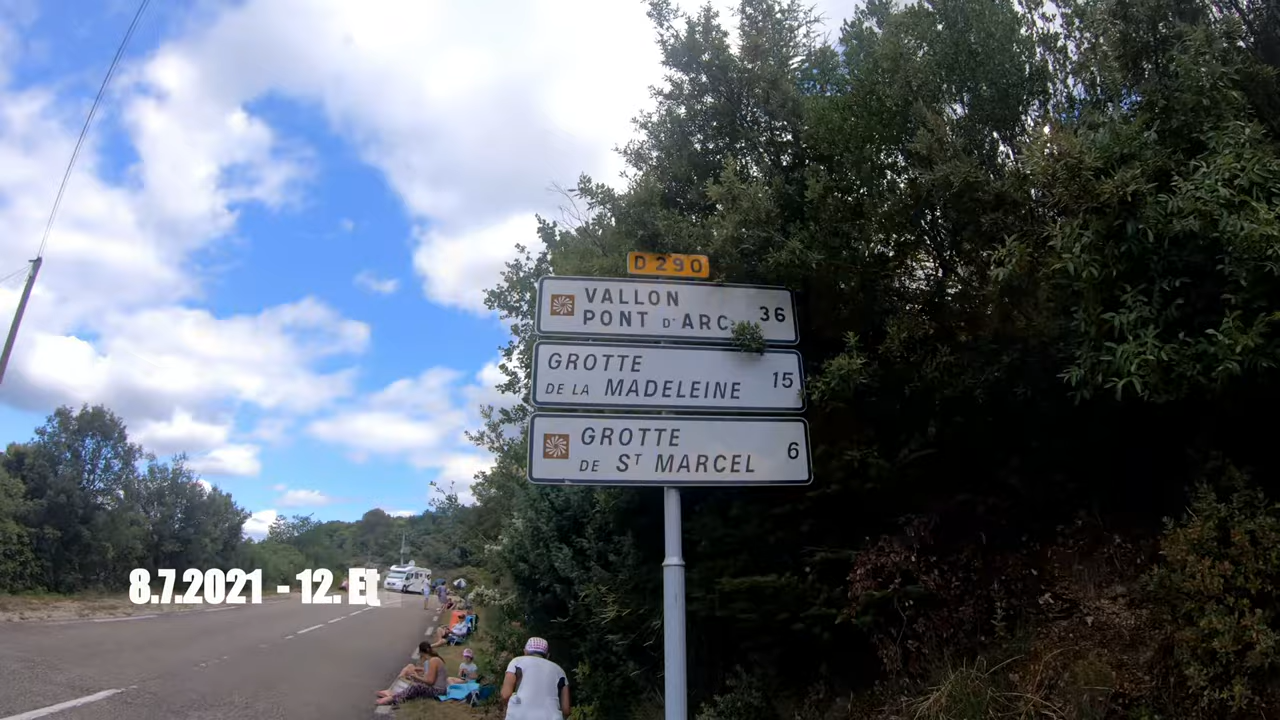 D 290
VALLON
PONT D'ARC 36
GROTTE
DE LA MADELEINE 15
GROTTE
DE ST MARCEL 6
8.7.2021 - 12. Et